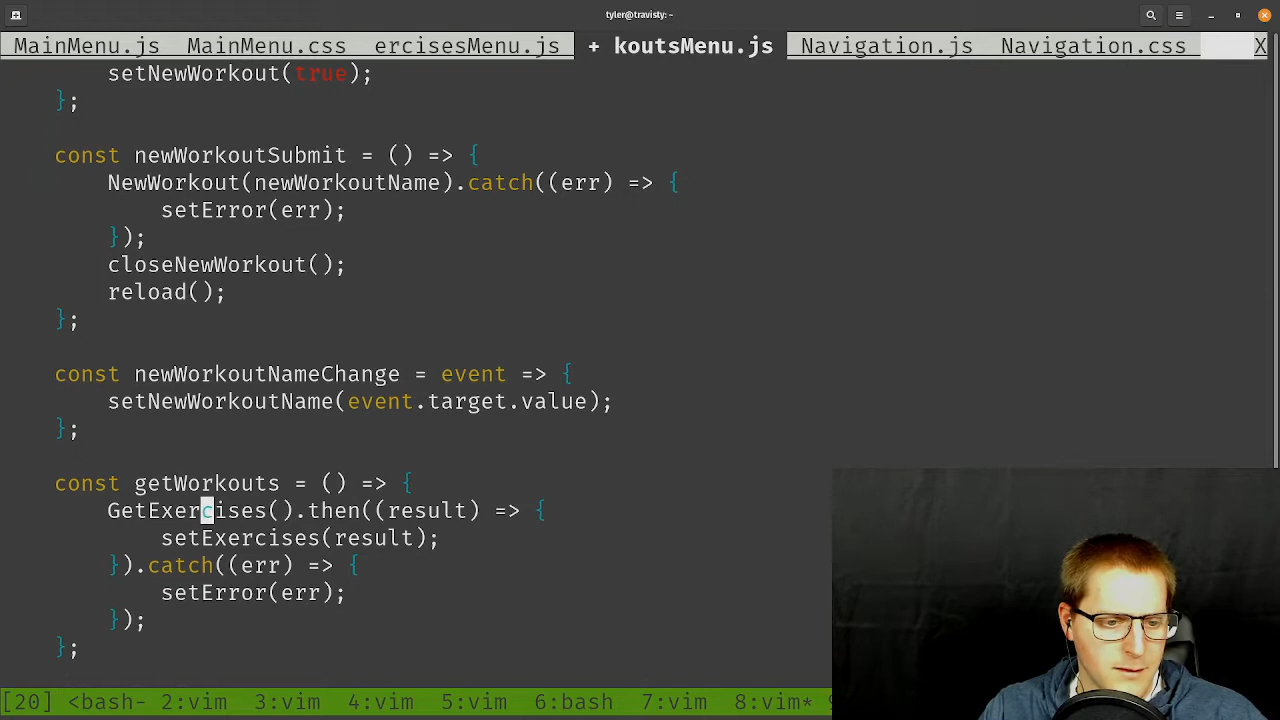 tyler@travisty: ~
MainMenu.js MainMenu.css ercisesMenu.js + koutsMenu.js Navigation.js Navigation.css X
setNewWorkout(true);
};
const newWorkoutSubmit = () => {
NewWorkout(newWorkoutName).catch((err) => {
setError(err);
});
closeNewWorkout();
reload();
};
const newWorkoutNameChange = event => {
setNewWorkoutName(event.target.value);
};
const getWorkouts = () => {
GetExercises().then((result) => {
setExercises(result);
}).catch((err) => {
setError(err);
});
};
[20] <bash- 2:vim 3:vim 4:vim 5:vim 6:bash 7:vim 8:vim*